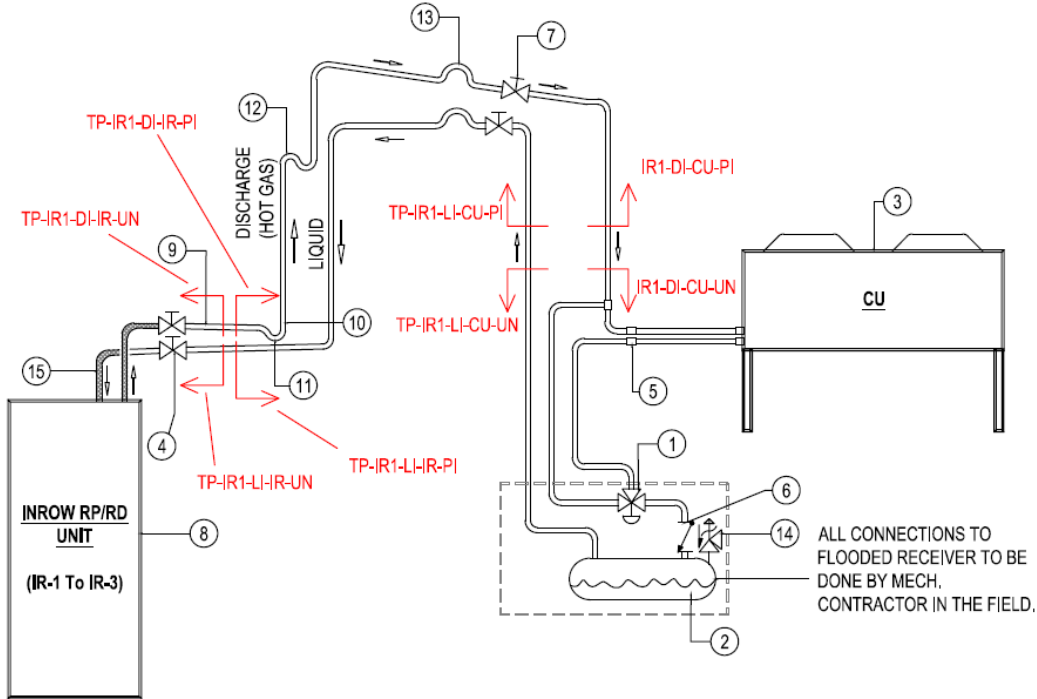 13
7
12
TP-IR1-DI-IR-PI
DISCHARGE
(HOT GAS)
LIQUID
IR1-DI-CU-PI
TP-IR1-LI-CU-PI
3
TP-IR1-DI-IR-UN
9
CU
IR1-DI-CU-UN
TP-IR1-LI-CU-UN
10
15
11
5
4
1
TP-IR1-LI-IR-PI
TP-IR1-LI-IR-UN
6
INROW RP/RD
UNIT
(IR-1 To IR-3)
8
14
ALL CONNECTIONS TO
FLOODED RECEIVER TO BE
DONE BY MECH.
CONTRACTOR IN THE FIELD.
2